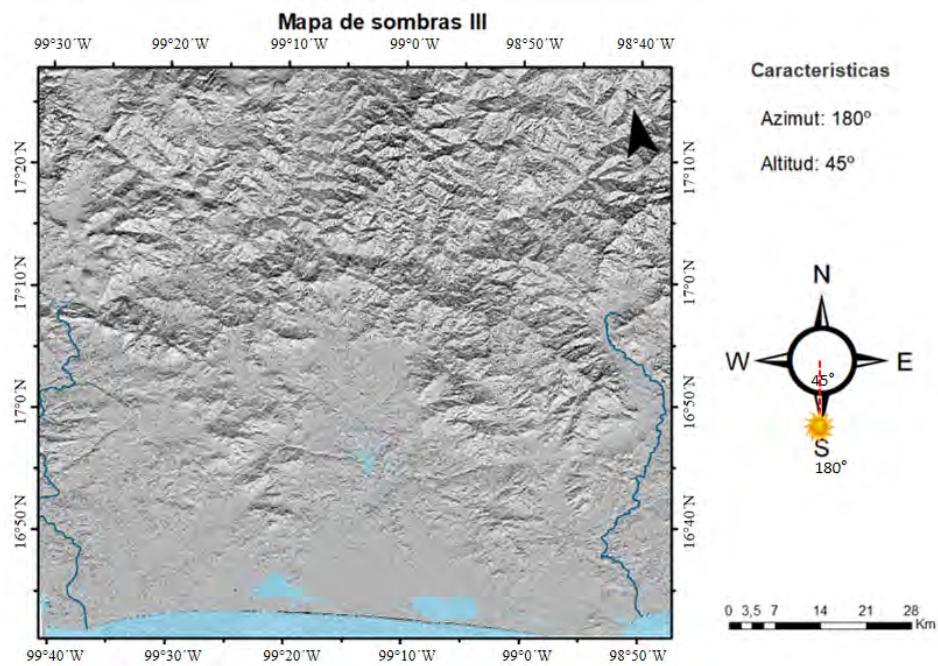 Mapa de sombras III
99°30´W 99°20´W 99°10´W 99°0´W 98°50´W 98°40´W
Características
Azimut: 180º
Altitud: 45º
17°20´N
17°10´N
17°0´N
16°50´N
17°10´N
17°0´N
16°50´N
16°40´N
N
W
E
45°
S
180°
0 3,5 7 14 21 28
Km
99°40´W 99°30´W 99°20´W 99°10´W 99°0´W 98°50´W